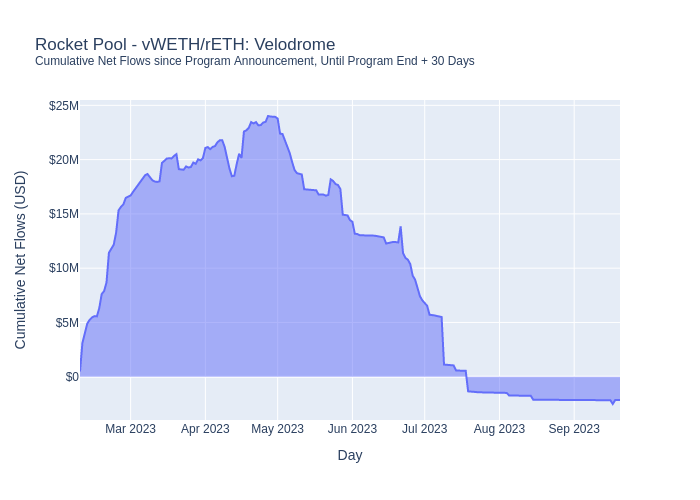 Rocket Pool - vWETH/rETH: Velodrome
Cumulative Net Flows since Program Announcement, Until Program End + 30 Days
Cumulative Net Flows (USD)
$25M
$20M
$15M
$10M
$5M
$0
Mar 2023 Apr 2023 May 2023 Jun 2023 Jul 2023 Aug 2023 Sep 2023
Day